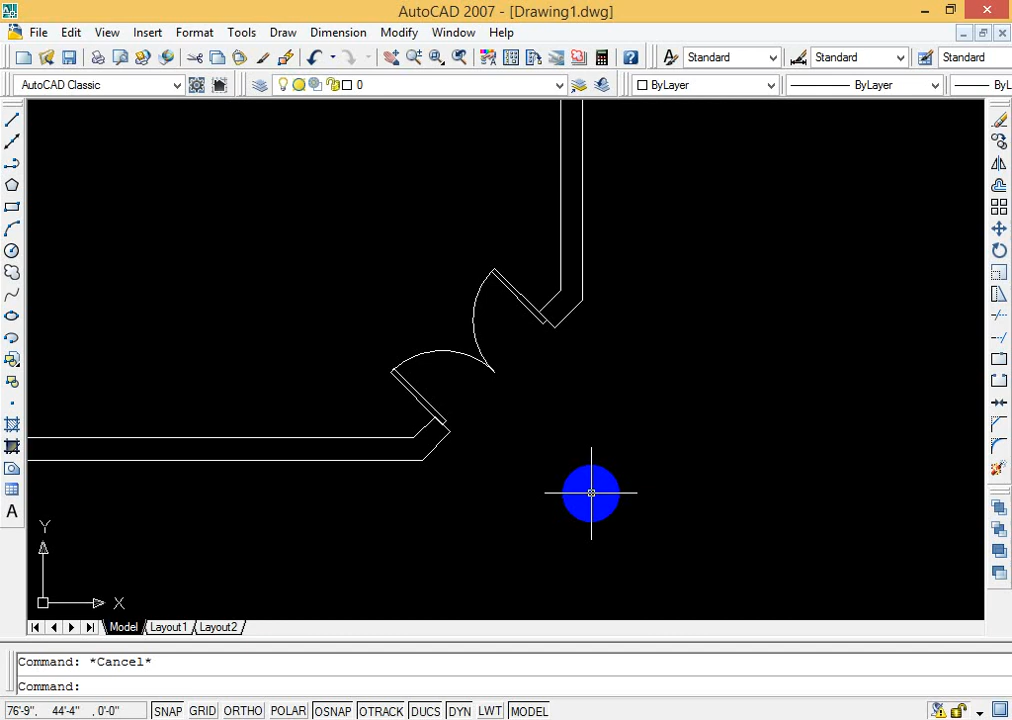 AutoCAD 2007 - [Drawing1.dwg]
File Edit View Insert Format Tools Draw Dimension Modify Window Help
Standard Standard Standard
AutoCAD Classic 0 ByLayer ByLayer ByL
A
Y
X
Model Layout1 Layout2
Command: *Cancel*
Command:
76'-9", 44'-4" , 0'-0" SNAP GRID ORTHO POLAR OSNAP OTRACK DUCS DYN LWT MODEL